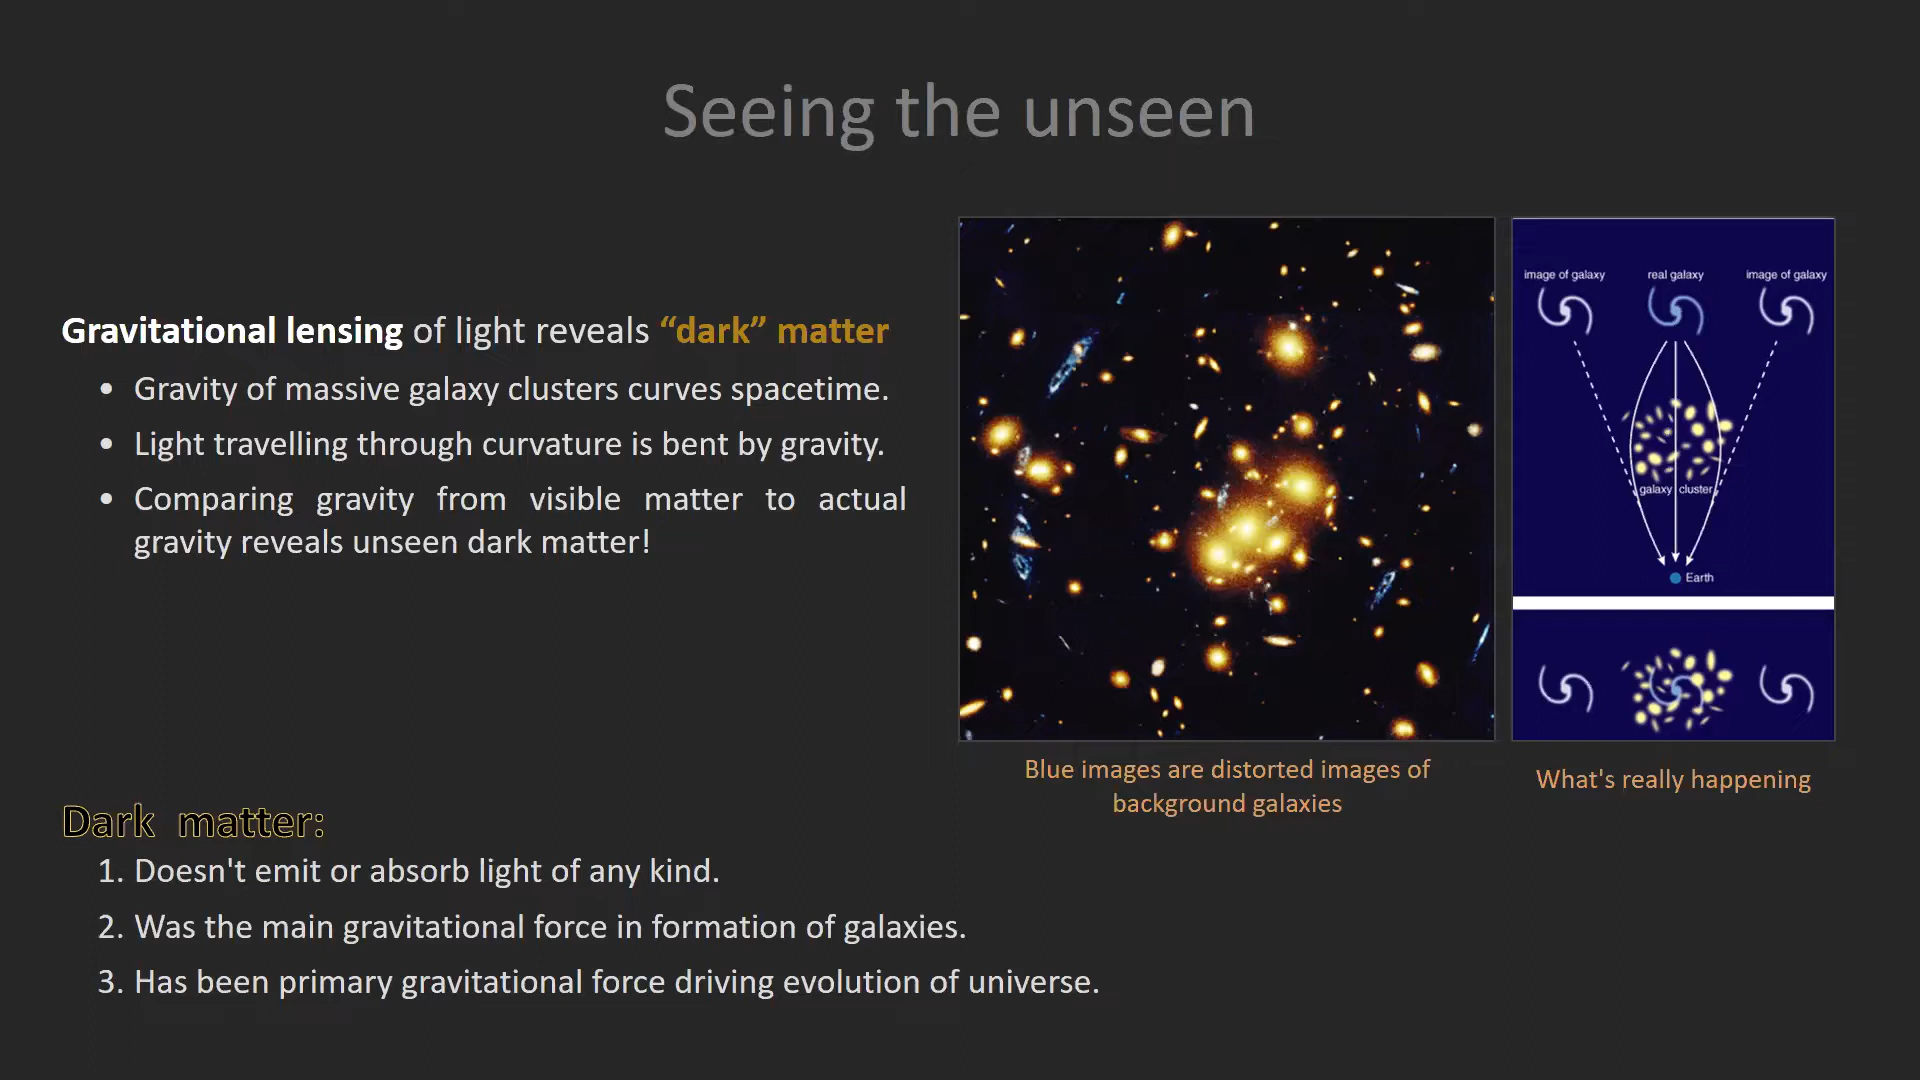 Seeing the unseen
Gravitational lensing of light reveals “dark” matter
• Gravity of massive galaxy clusters curves spacetime.
• Light travelling through curvature is bent by gravity.
• Comparing gravity from visible matter to actual
gravity reveals unseen dark matter!
image of galaxy
real galaxy
image of galaxy
galaxy cluster
Earth
Blue images are distorted images of
background galaxies
What's really happening
Dark matter:
1. Doesn't emit or absorb light of any kind.
2. Was the main gravitational force in formation of galaxies.
3. Has been primary gravitational force driving evolution of universe.